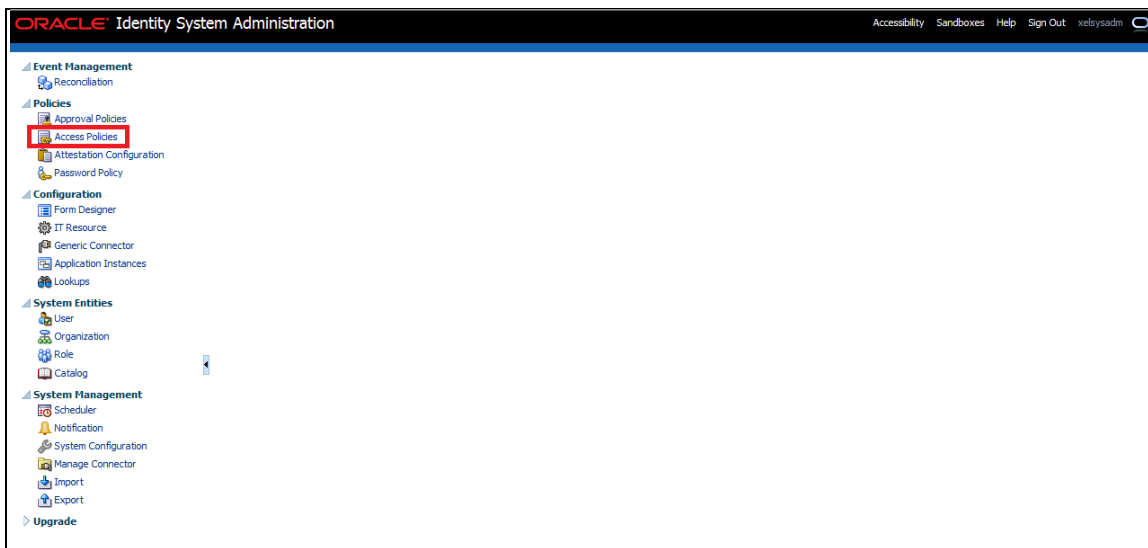 ORACLE Identity System Administration
Accessibility Sandboxes Help Sign Out xelsysadm
Event Management
Reconciliation
Policies
Approval Policies
Access Policies
Attestation Configuration
Password Policy
Configuration
Form Designer
IT Resource
Generic Connector
Application Instances
Lookups
System Entities
User
Organization
Role
Catalog
System Management
Scheduler
Notification
System Configuration
Manage Connector
Import
Export
Upgrade